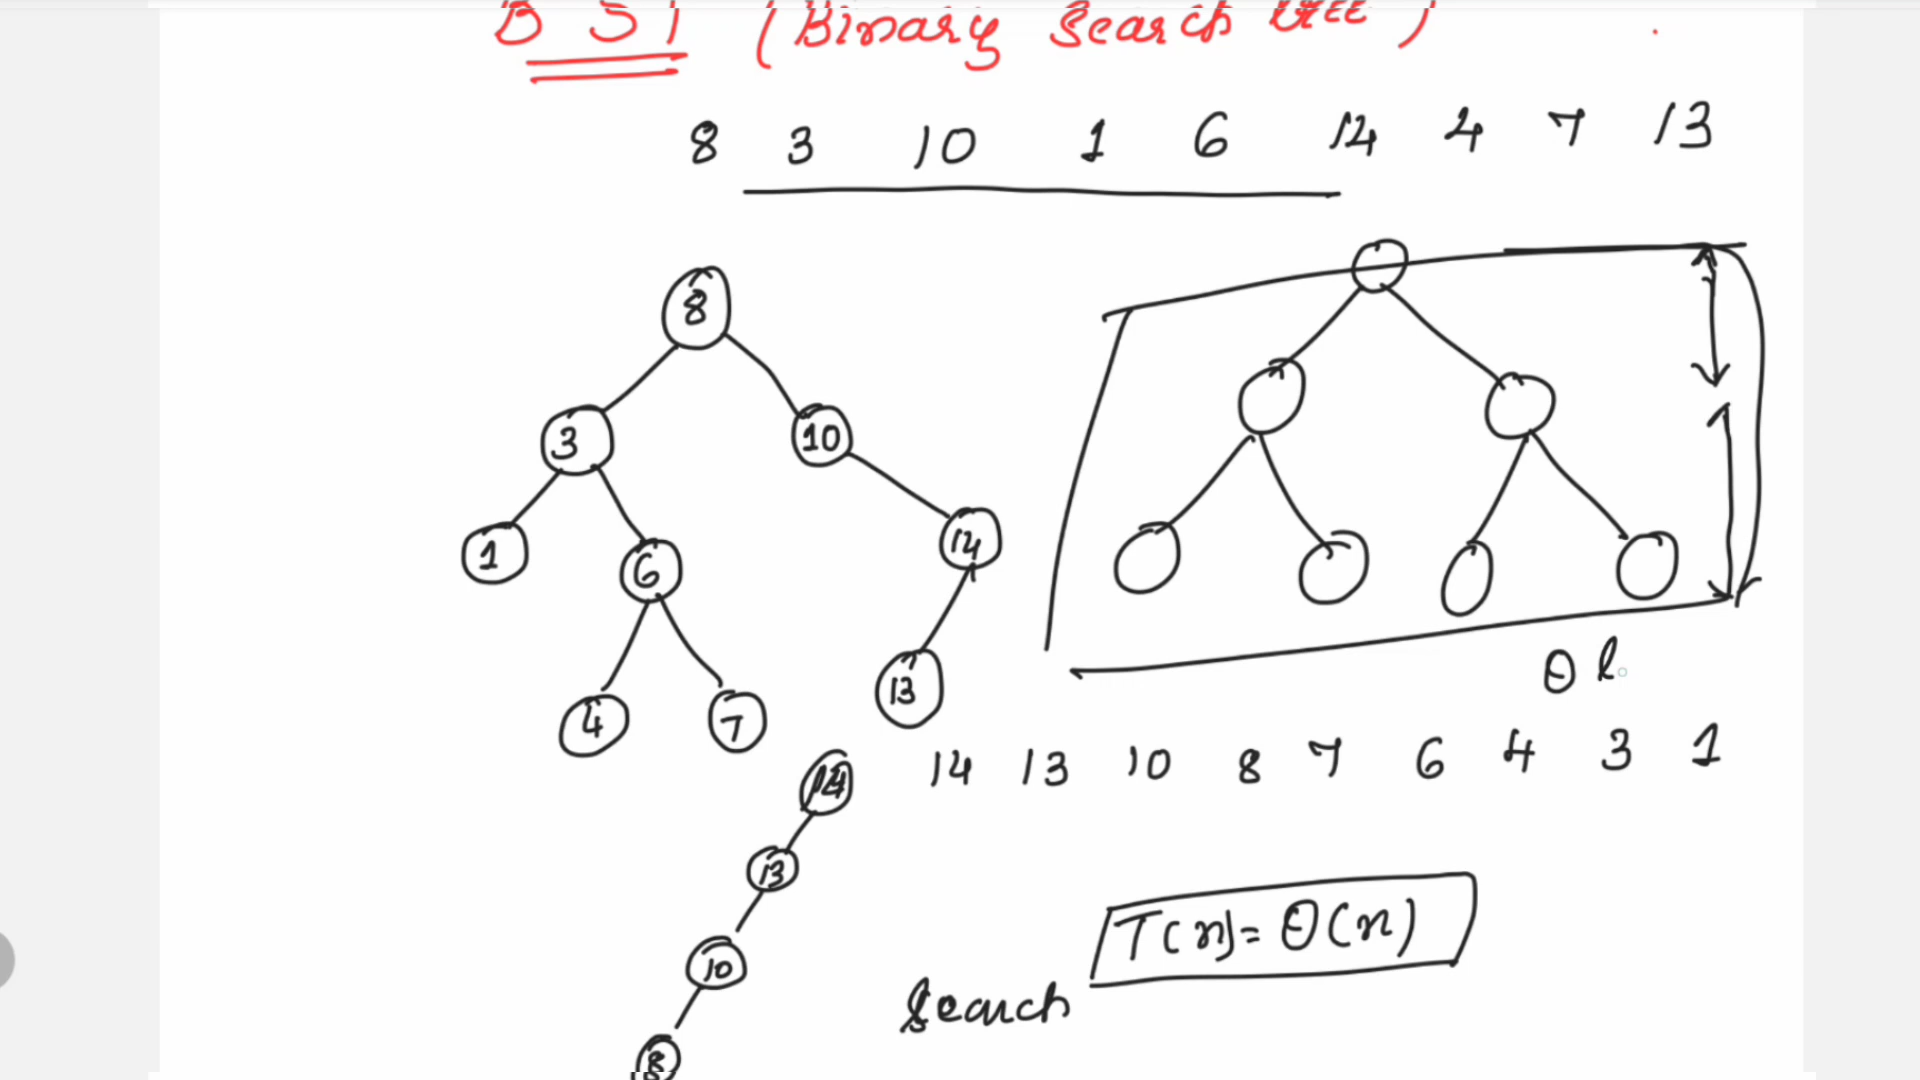 BST (Binary Search tree)
8 3 10 1 6 14 4 7 13
8
3 10
1 6 14
4 7 13
θ l
14 13 10 8 7 6 4 3 1
14
13
10
T(n)= θ(n)
Search
8